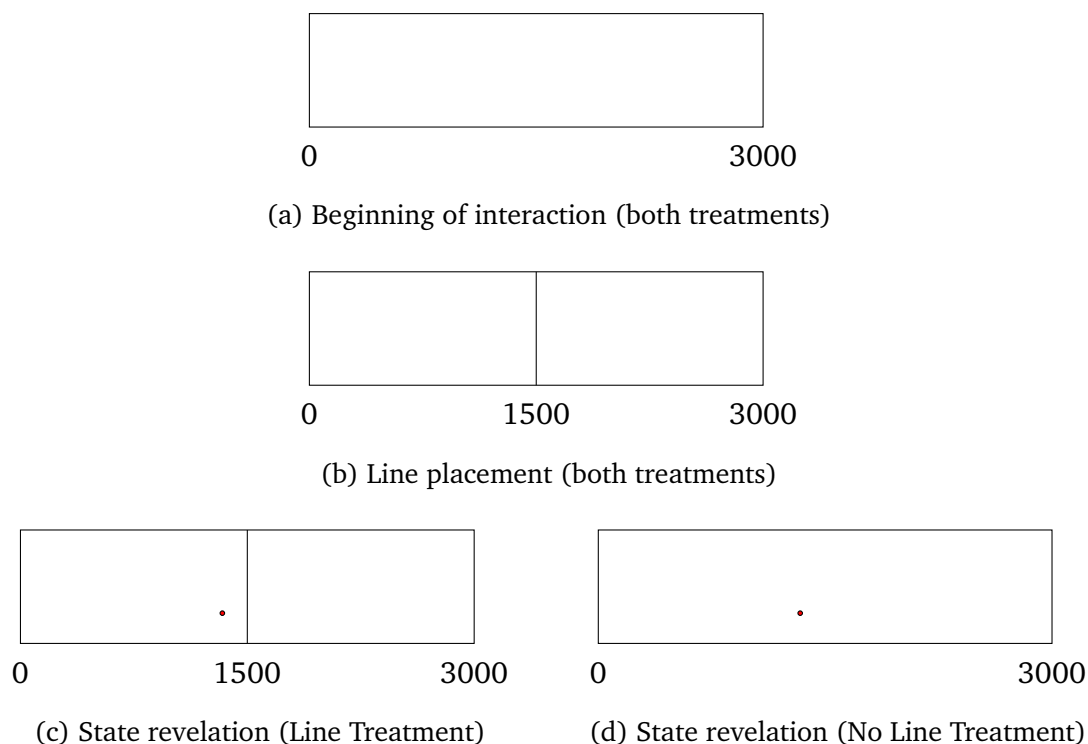 0 3000
(a) Beginning of interaction (both treatments)
0 1500 3000
(b) Line placement (both treatments)
0 1500 3000
(c) State revelation (Line Treatment)
0 3000
(d) State revelation (No Line Treatment)